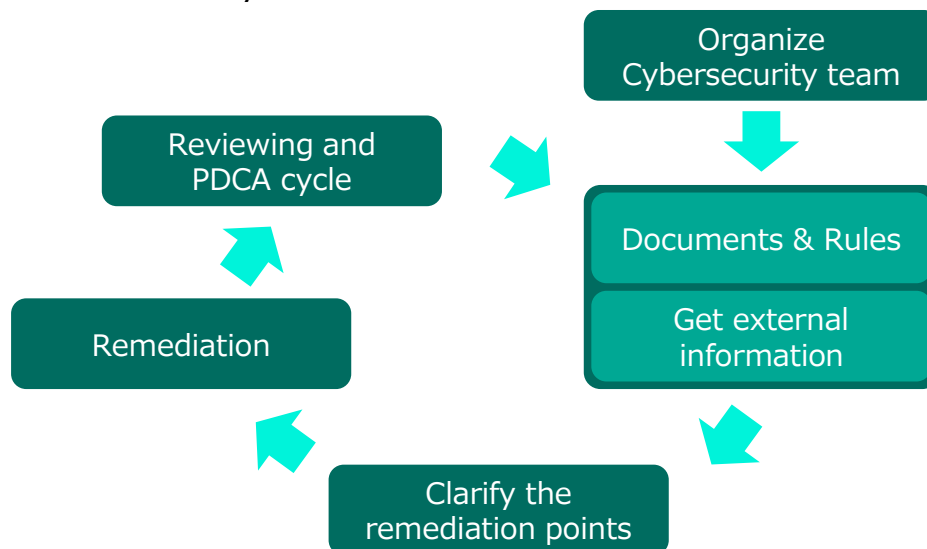 Organize
Cybersecurity team
Reviewing and
PDCA cycle
Documents & Rules
Get external
information
Remediation
Clarify the
remediation points